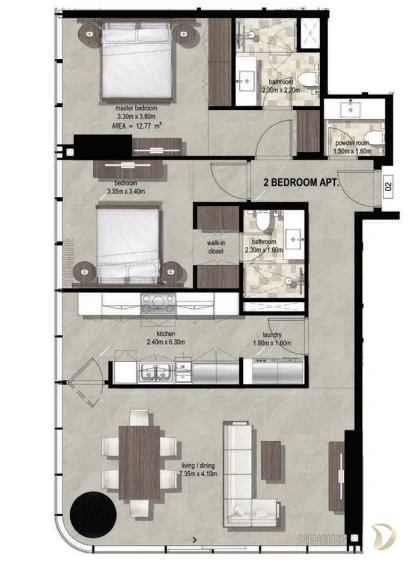 bathroom
2.30m x 2.20m
master bedroom
3.30m x 3.80m
AREA = 12.77 m²
powder room
1.90m x 1.60m
bedroom
3.35m x 3.40m
2 BEDROOM APT.
02
walk-in
closet
bathroom
2.30m x 1.60m
kitchen
2.40m x 6.30m
laundry
1.80m x 1.60m
living / dining
7.35m x 4.10m